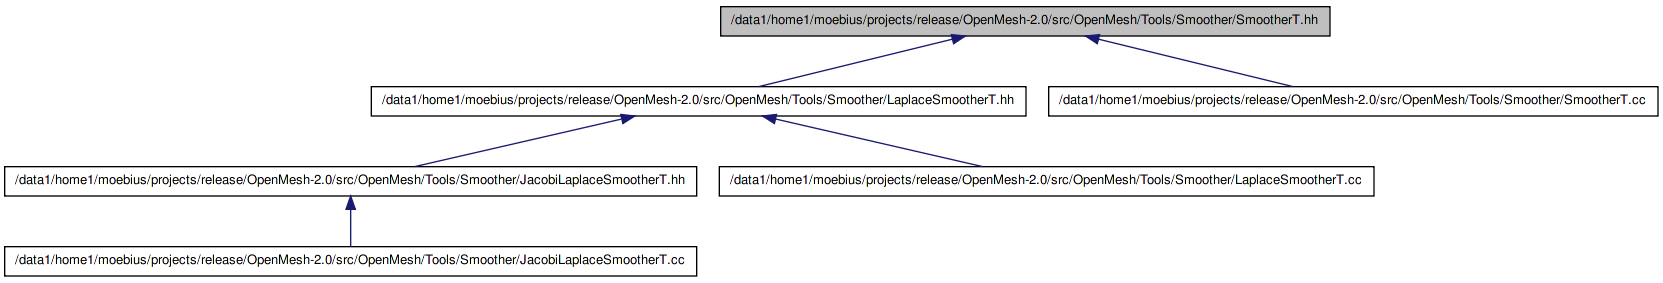 /data1/home1/moebius/projects/release/OpenMesh-2.0/src/OpenMesh/Tools/Smoother/SmootherT.hh
/data1/home1/moebius/projects/release/OpenMesh-2.0/src/OpenMesh/Tools/Smoother/LaplaceSmootherT.hh
/data1/home1/moebius/projects/release/OpenMesh-2.0/src/OpenMesh/Tools/Smoother/SmootherT.cc
/data1/home1/moebius/projects/release/OpenMesh-2.0/src/OpenMesh/Tools/Smoother/JacobiLaplaceSmootherT.hh
/data1/home1/moebius/projects/release/OpenMesh-2.0/src/OpenMesh/Tools/Smoother/LaplaceSmootherT.cc
/data1/home1/moebius/projects/release/OpenMesh-2.0/src/OpenMesh/Tools/Smoother/JacobiLaplaceSmootherT.cc